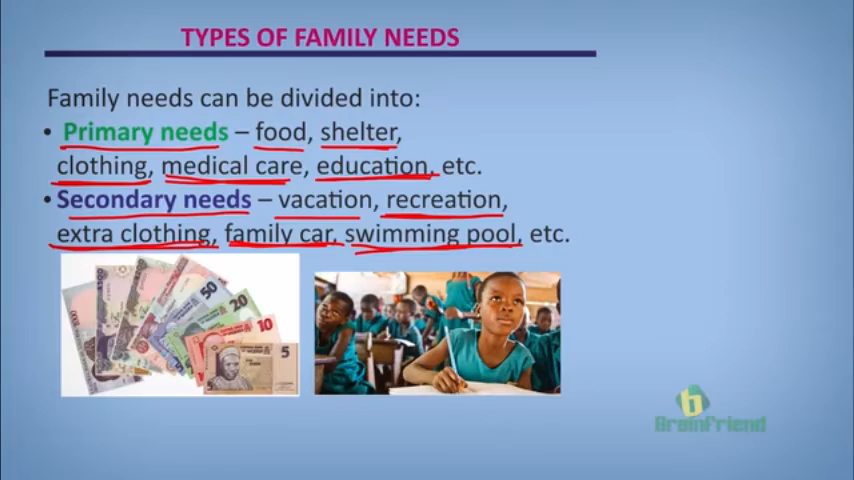 TYPES OF FAMILY NEEDS
Family needs can be divided into:
• Primary needs – food, shelter,
clothing, medical care, education, etc.
• Secondary needs – vacation, recreation,
extra clothing, family car, swimming pool, etc.
50
20
10
5
b
Brainfriend